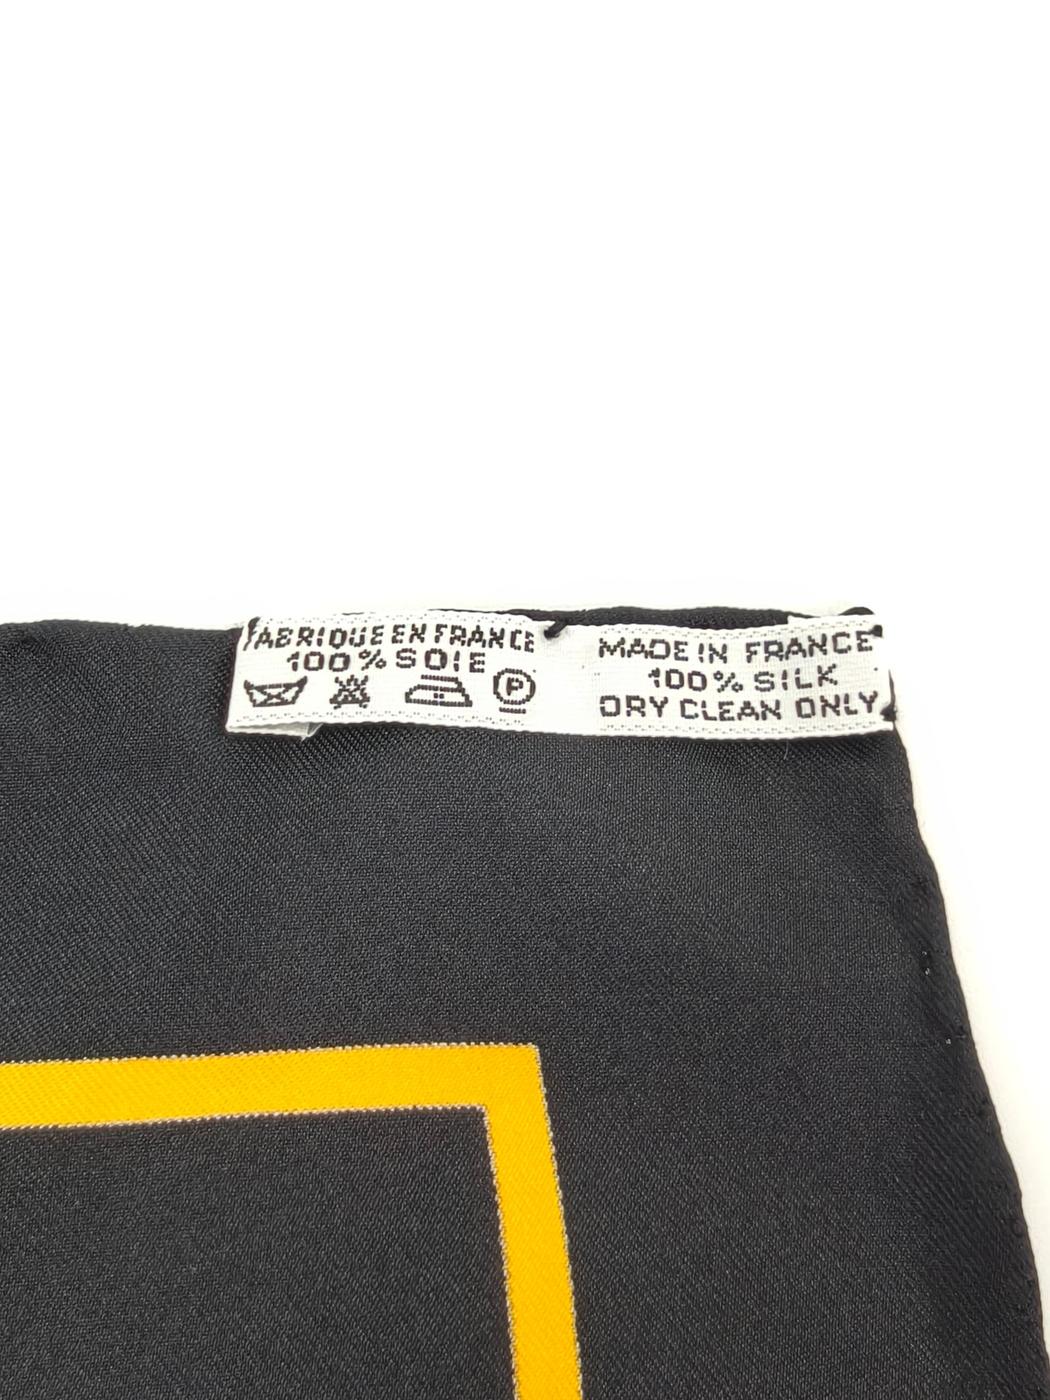 FABRIQUE EN FRANCE
100% SOIE
P
MADE IN FRANCE
100% SILK
DRY CLEAN ONLY